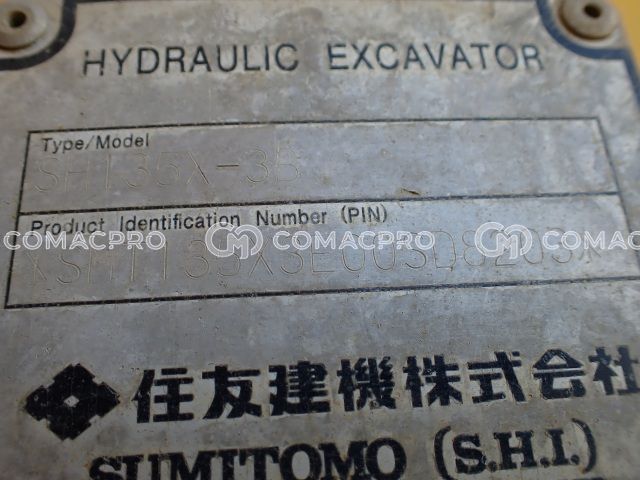 HYDRAULIC EXCAVATOR
Type/Model
SH135X-3B
Product Identification Number (PIN)
COMACPRO COMACPRO COMACPRO
住友建機株式会社
SUMITOMO (S.H.I.)